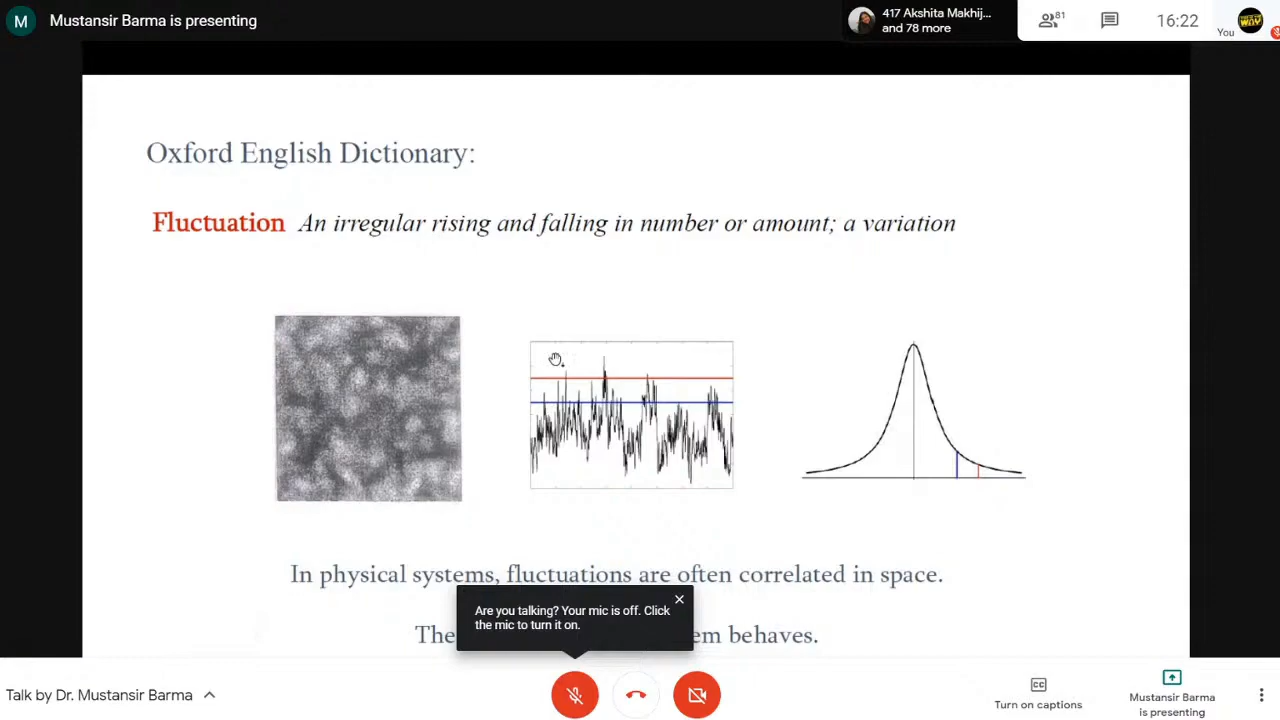 M Mustansir Barma is presenting
417 Akshita Makhij...
and 78 more
81
16:22
You
Oxford English Dictionary:
Fluctuation An irregular rising and falling in number or amount; a variation
In physical systems, fluctuations are often correlated in space.
Are you talking? Your mic is off. Click
the mic to turn it on.
behaves.
Talk by Dr. Mustansir Barma
CC
Turn on captions
Mustansir Barma
is presenting